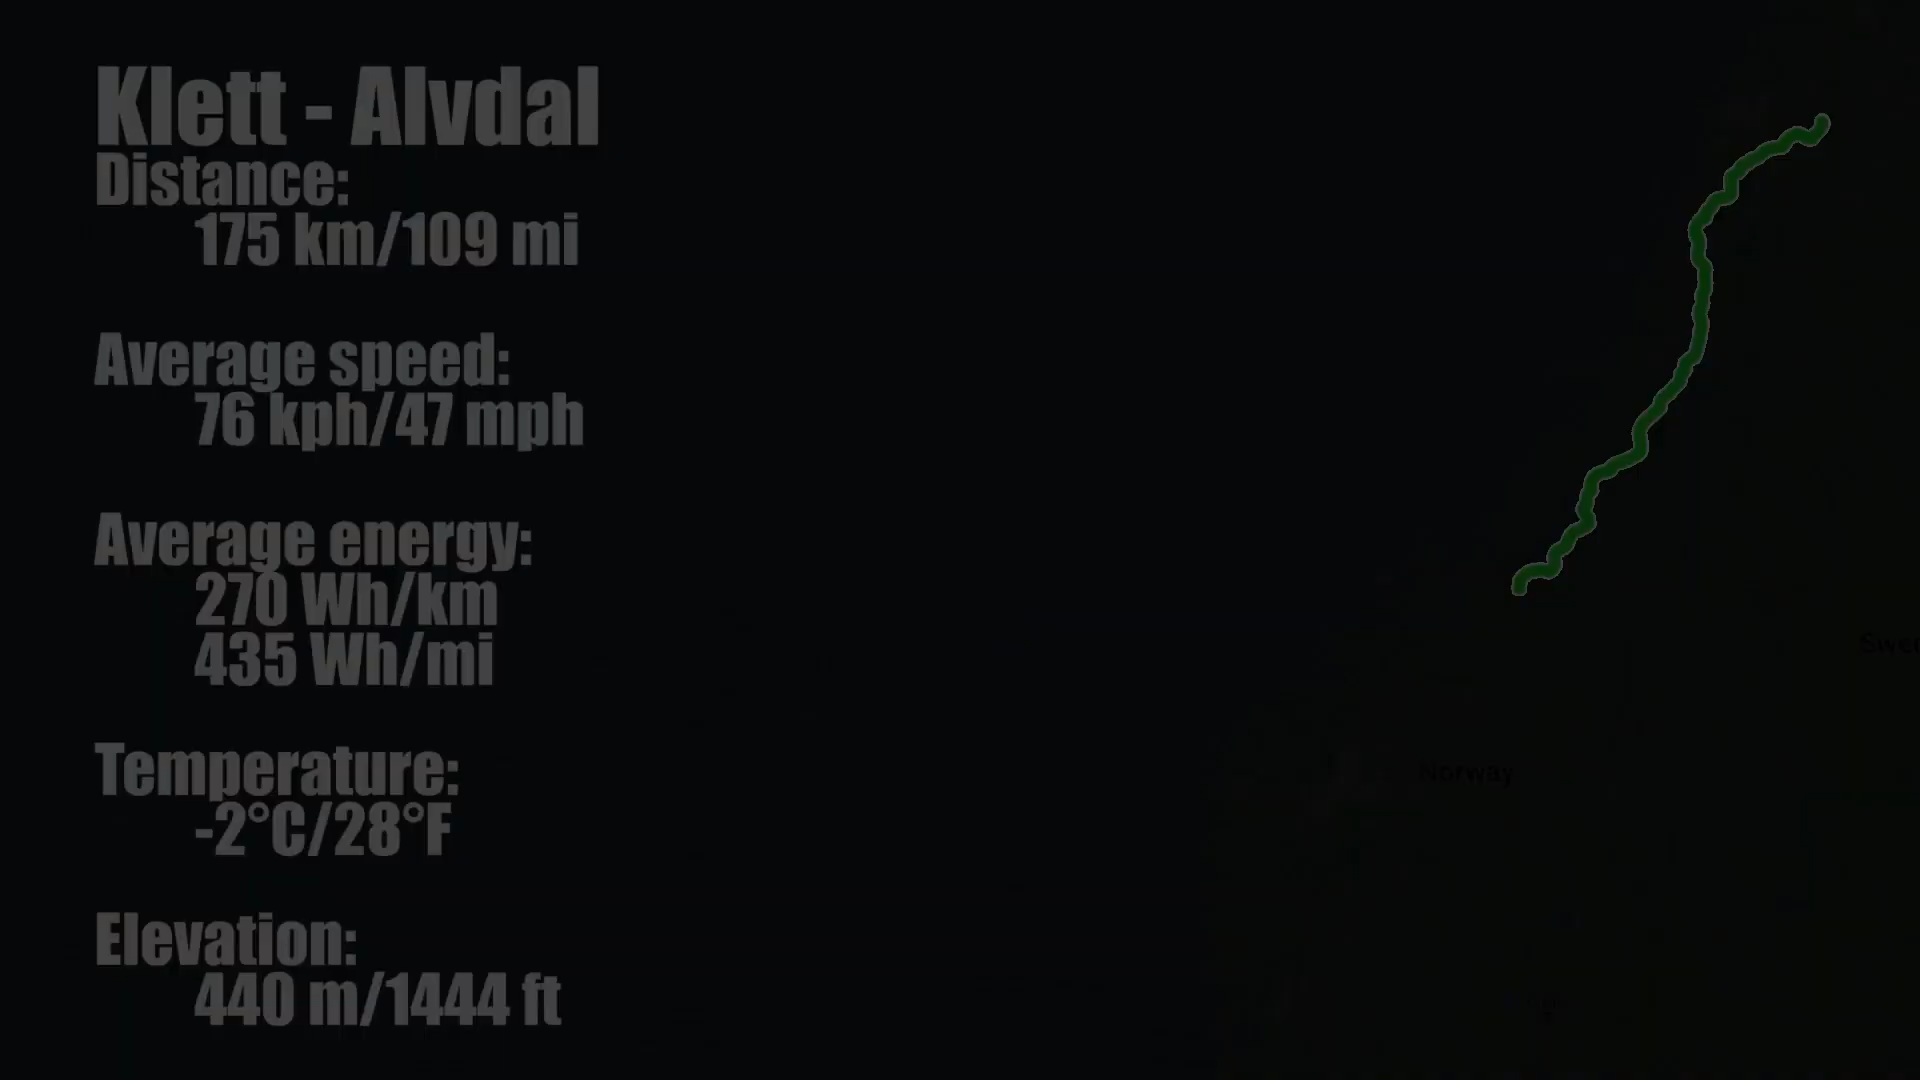 Klett - Alvdal
Distance:
175 km/109 mi
Average speed:
76 kph/47 mph
Average energy:
270 Wh/km
435 Wh/mi
Temperature:
-2°C/28°F
Elevation:
440 m/1444 ft
Norway